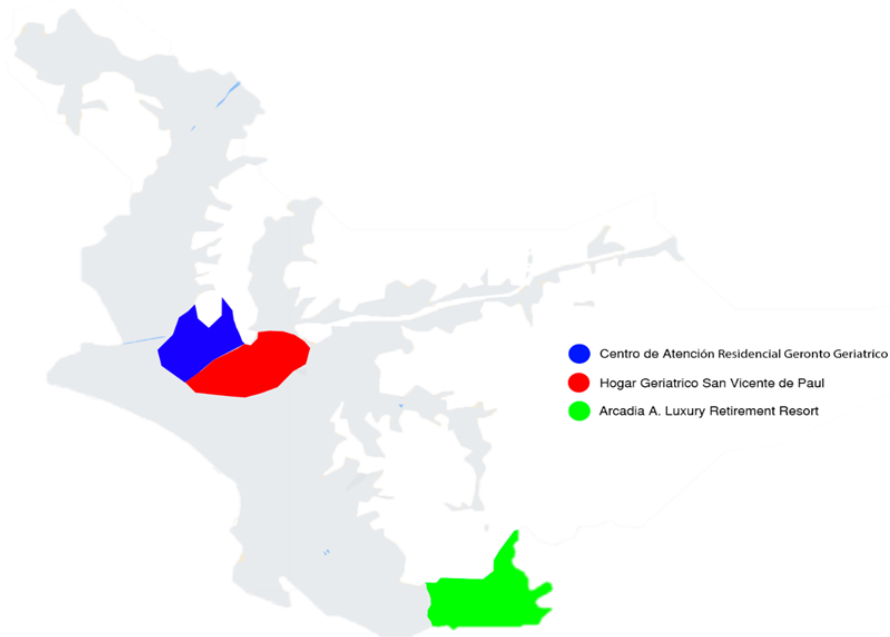 Centro de Atención Residencial Geronto Geriatrico
Hogar Geriatrico San Vicente de Paul
Arcadia A. Luxury Retirement Resort